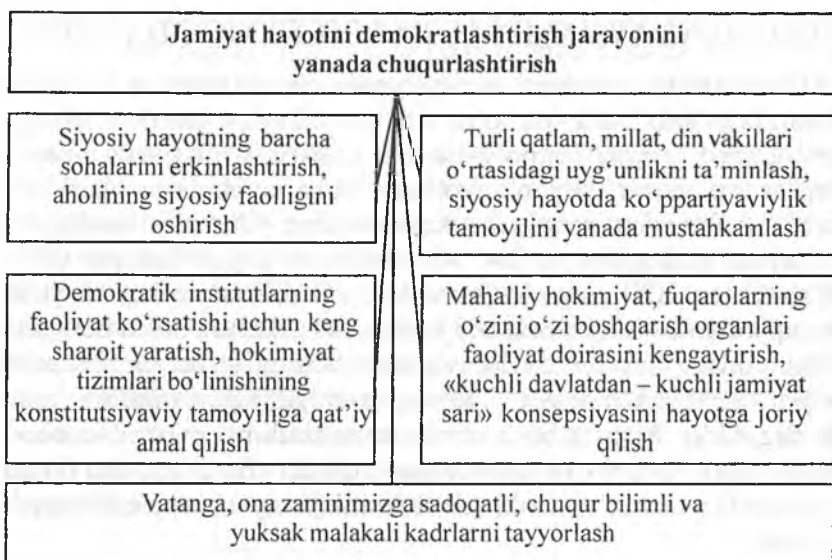 Jamiyat hayotini demokratlashtirish jarayonini
yanada chuqurlashtirish
Siyosiy hayotning barcha
sohalarini erkinlashtirish,
aholining siyosiy faolligini
oshirish
Turli qatlam, millat, din vakillari
o‘rtasidagi uyg‘unlikni ta’minlash,
siyosiy hayotda ko‘ppartiyaviylik
tamoyilini yanada mustahkamlash
Demokratik institutlarning
faoliyat ko‘rsatishi uchun keng
sharoit yaratish, hokimiyat
tizimlari bo‘linishining
konstitutsiyaviy tamoyiliga qat’iy
amal qilish
Mahalliy hokimiyat, fuqarolarning
o‘zini o‘zi boshqarish organlari
faoliyat doirasini kengaytirish,
«kuchli davlatdan – kuchli jamiyat
sari» konsepsiyasini hayotga joriy
qilish
Vatanga, ona zaminimizga sadoqatli, chuqur bilimli va
yuksak malakali kadrlarni tayyorlash